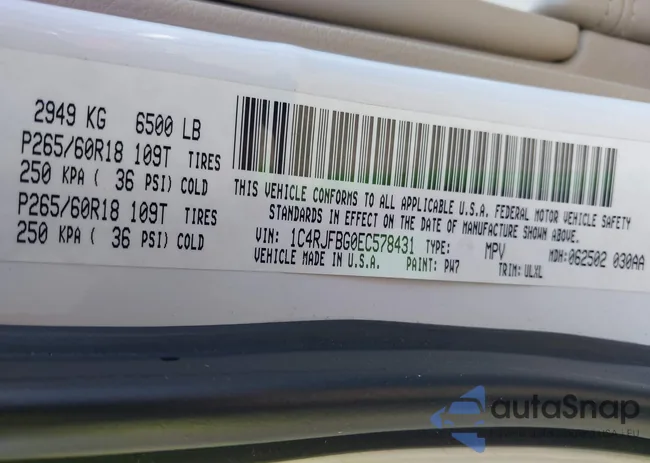 2949 KG 6500 LB
P265/60R18 109T TIRES
250 KPA ( 36 PSI) COLD
P265/60R18 109T TIRES
250 KPA ( 36 PSI) COLD
THIS VEHICLE CONFORMS TO ALL APPLICABLE U.S.A. FEDERAL MOTOR VEHICLE SAFETY
STANDARDS IN EFFECT ON THE DATE OF MANUFACTURE SHOWN ABOVE.
VIN: 1C4RJFBG0EC578431 TYPE: MPV MDH:062502 030AA
VEHICLE MADE IN U.S.A. PAINT: PW7 TRIM: ULXL
autaSnap